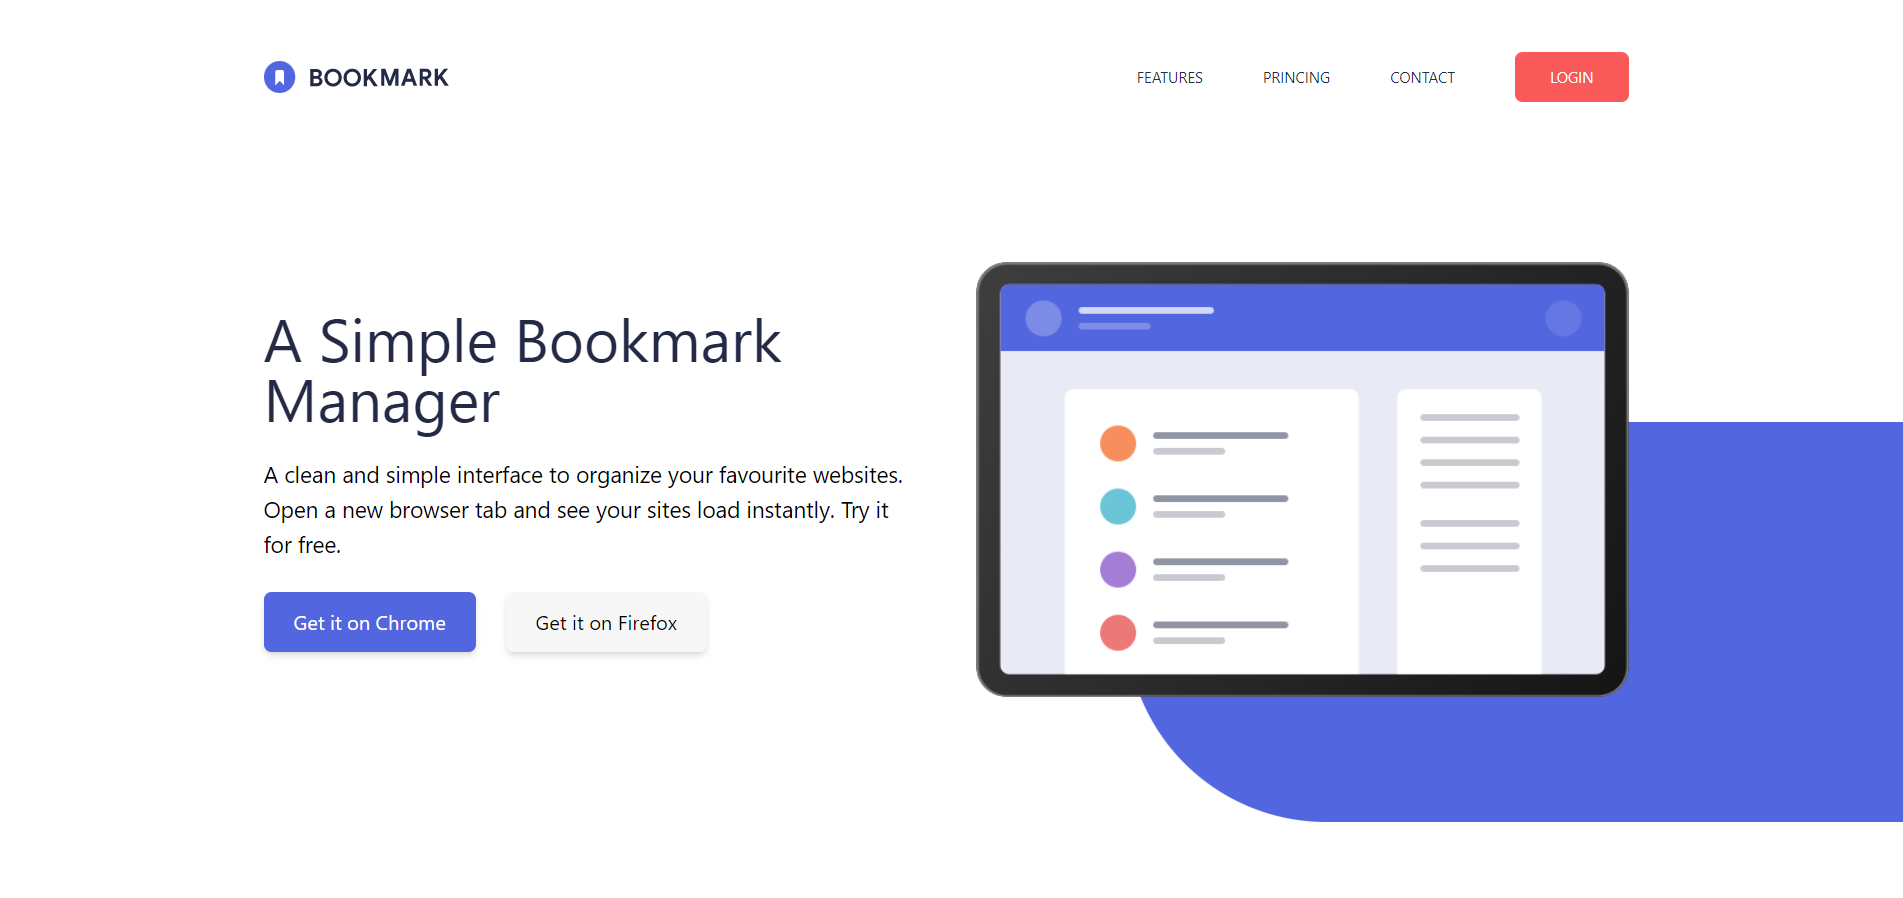 BOOKMARK
FEATURES
PRINCING
CONTACT
LOGIN
A Simple Bookmark
Manager
A clean and simple interface to organize your favourite websites.
Open a new browser tab and see your sites load instantly. Try it
for free.
Get it on Chrome
Get it on Firefox